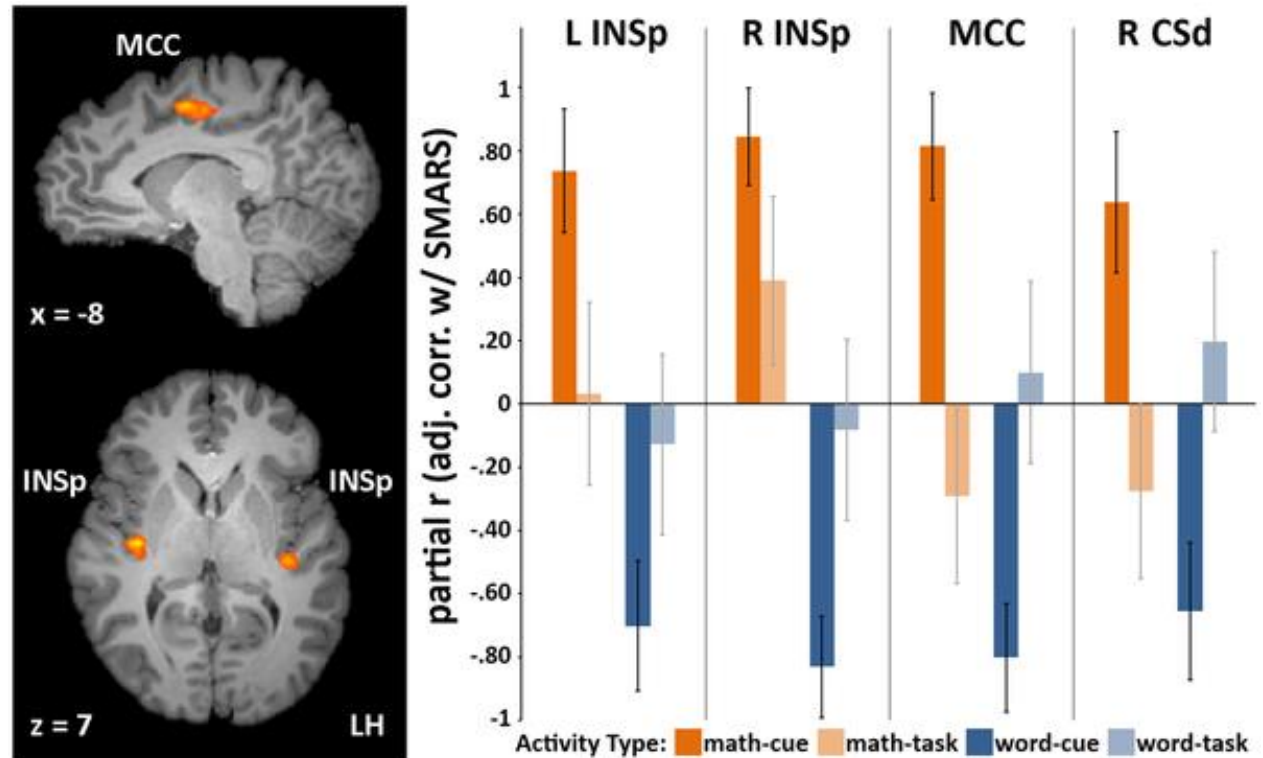 MCC
x = -8
INSp INSp
z = 7 LH
L INSp R INSp MCC R CSd
partial r (adj. corr. w/ SMARS)
1
.80
.60
.40
.20
0
-.20
-.40
-.60
-.80
-1
Activity Type: math-cue math-task word-cue word-task